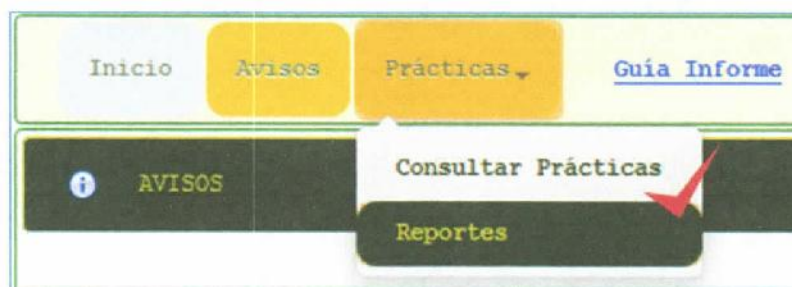 Inicio Avisos Prácticas Guía Informe
Consultar Prácticas
AVISOS
Reportes